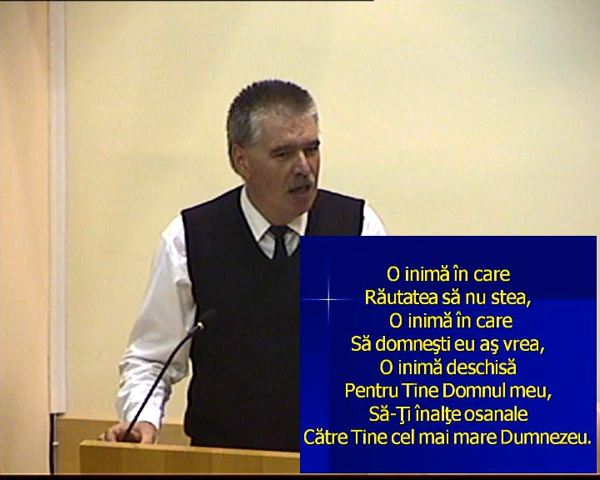 O inimă în care
Răutatea să nu stea,
O inimă în care
Să domneşti eu aş vrea,
O inimă deschisă
Pentru Tine Domnul meu,
Să-Ţi înalţe osanale
Către Tine cel mai mare Dumnezeu.